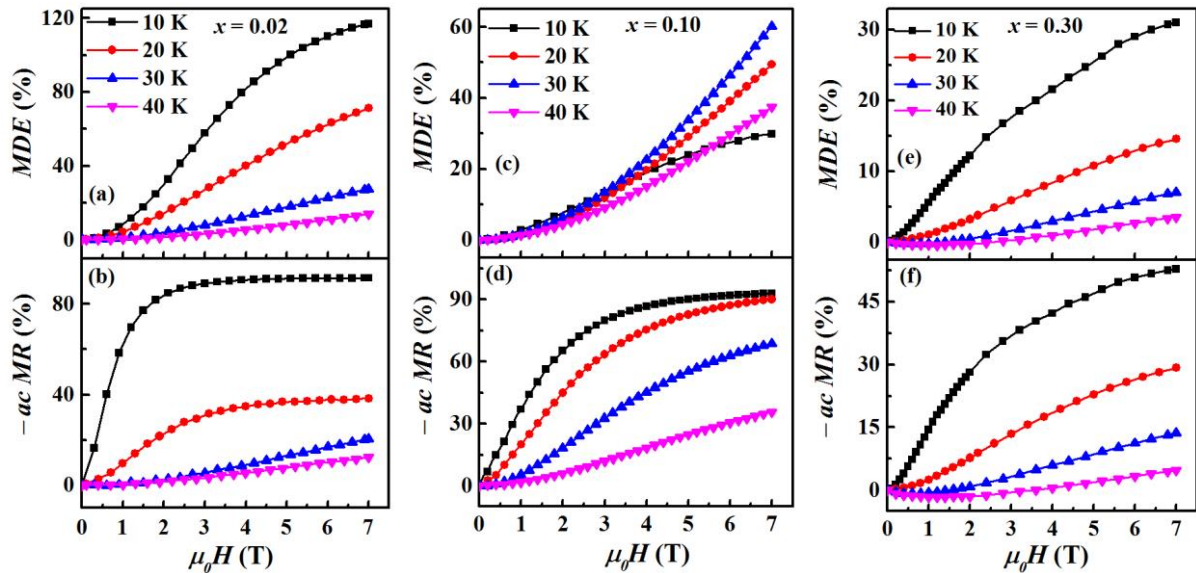 120
80
40
0
MDE (%)
x = 0.02
10 K
20 K
30 K
40 K
(a)
80
40
0
– ac MR (%)
(b)
0 1 2 3 4 5 6 7
μ₀H (T)
60
40
20
0
MDE (%)
x = 0.10
10 K
20 K
30 K
40 K
(c)
90
60
30
0
– ac MR (%)
(d)
0 1 2 3 4 5 6 7
μ₀H (T)
30
20
10
0
MDE (%)
x = 0.30
10 K
20 K
30 K
40 K
(e)
45
30
15
0
– ac MR (%)
(f)
0 1 2 3 4 5 6 7
μ₀H (T)